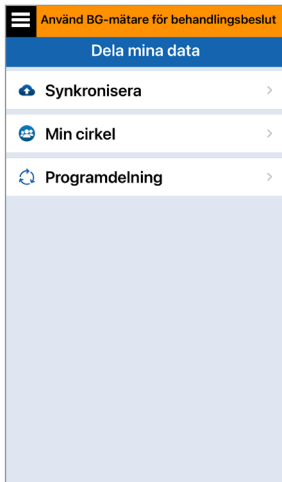 Använd BG-mätare för behandlingsbeslut
Dela mina data
Synkronisera
Min cirkel
Programdelning